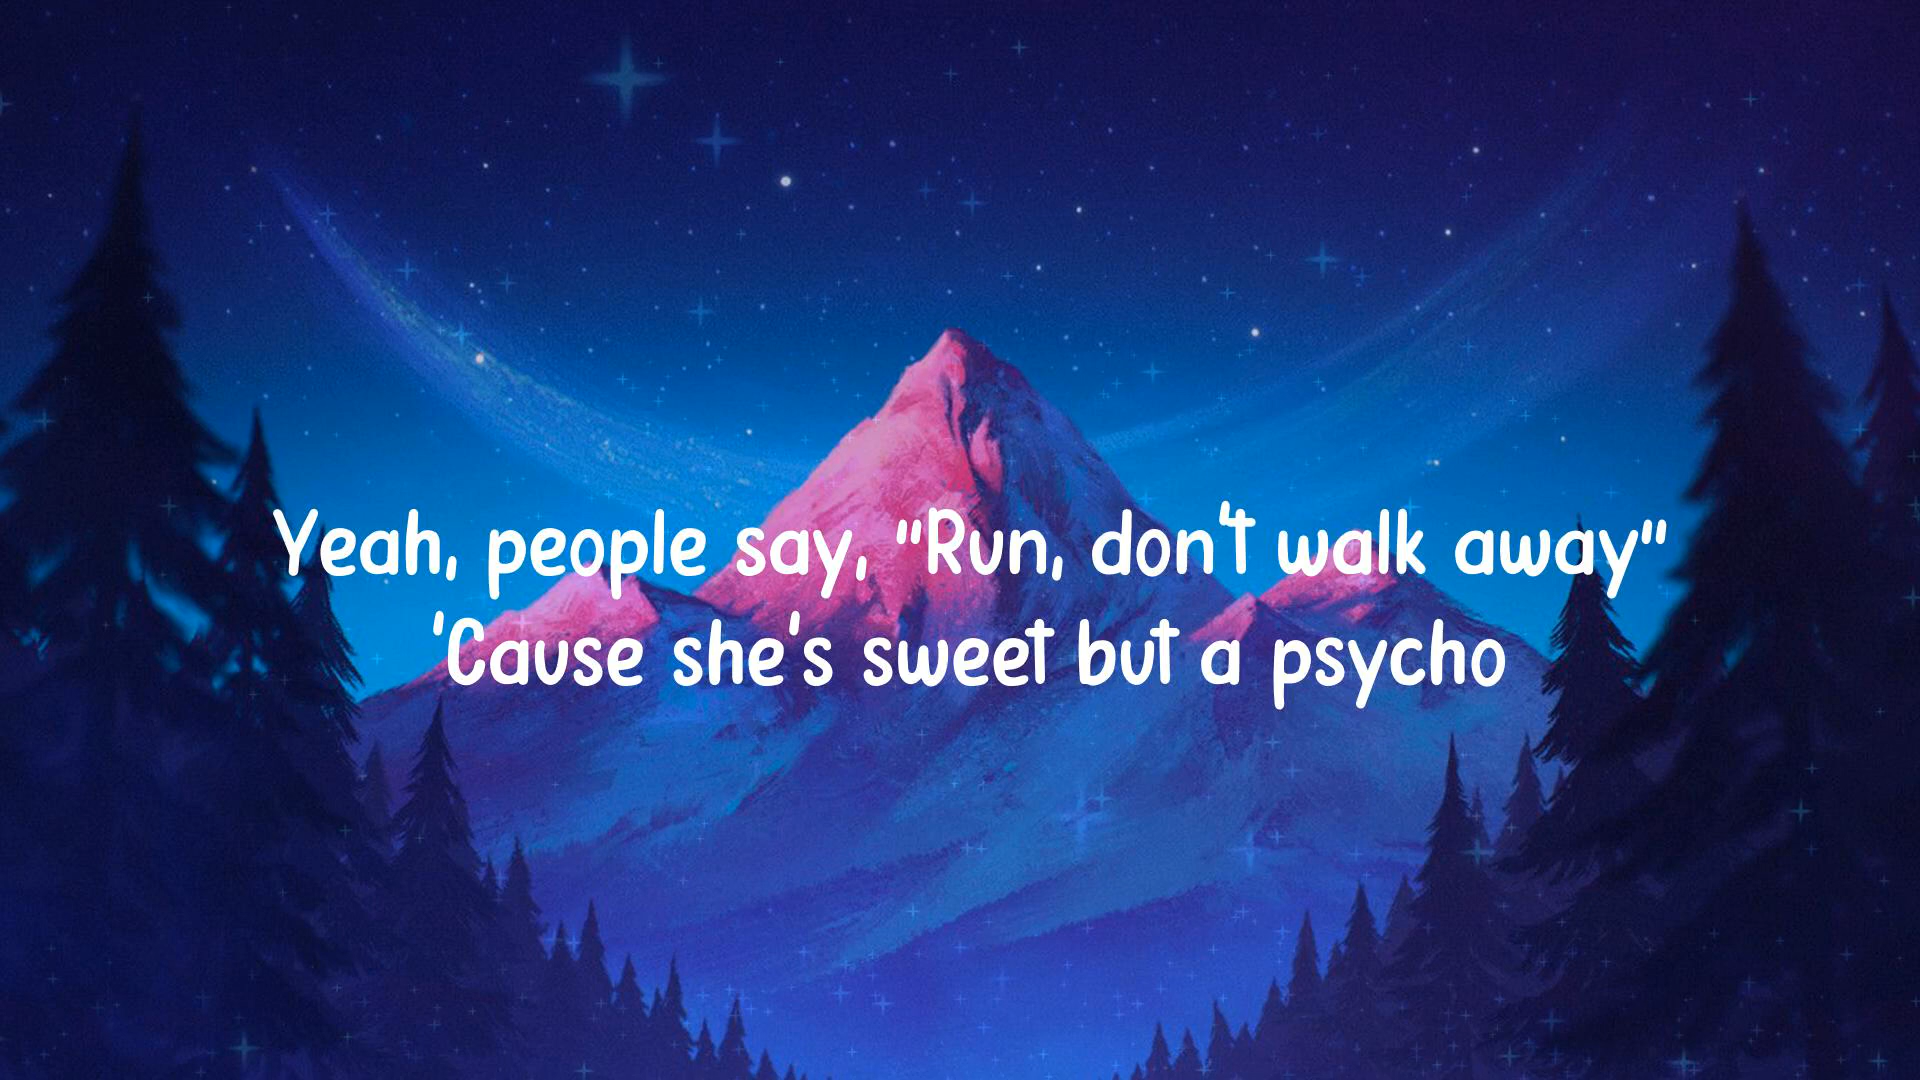 Yeah, people say, "Run, don't walk away"
'Cause she's sweet but a psycho